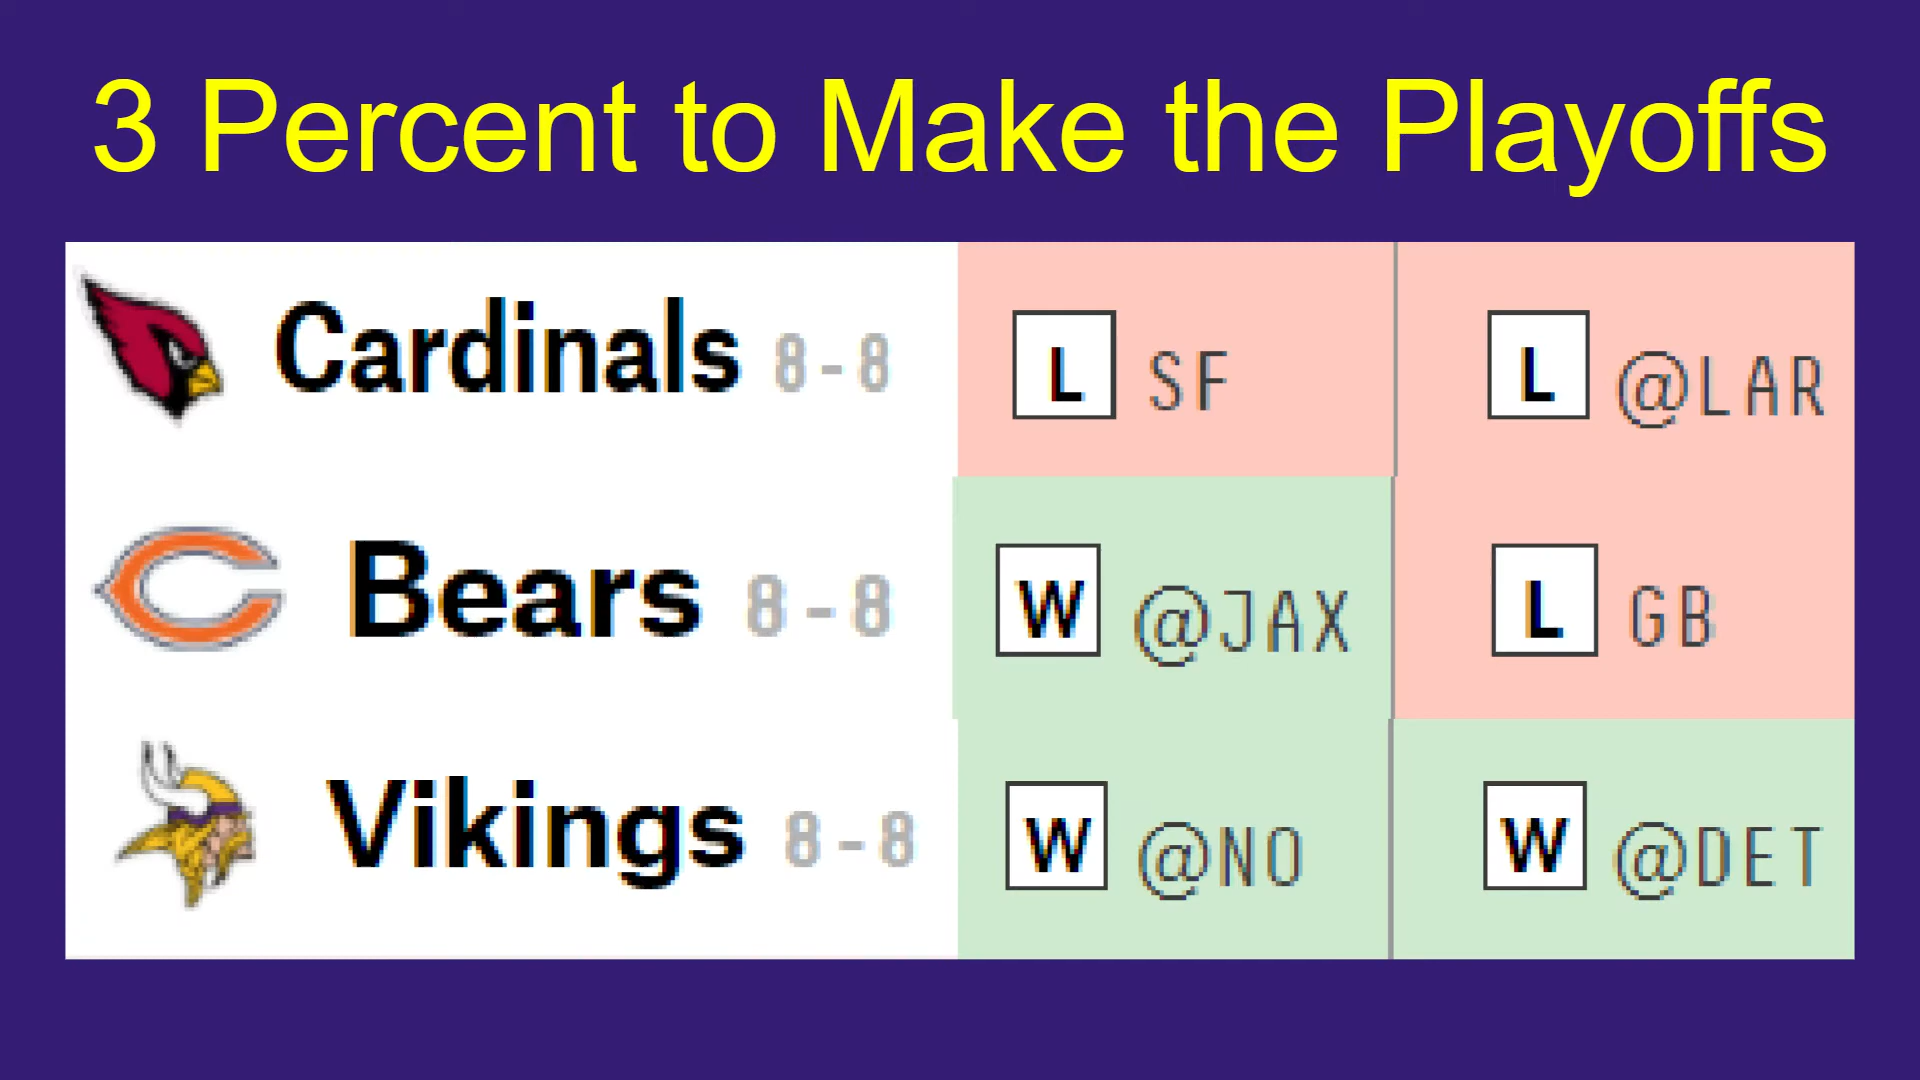 3 Percent to Make the Playoffs
Cardinals 8-8 L SF L @LAR
Bears 8-8 W @JAX L GB
Vikings 8-8 W @NO W @DET